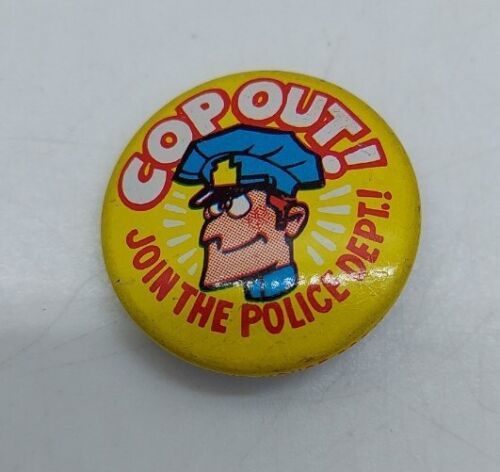 COP OUT!
JOIN THE POLICE DEPT.!